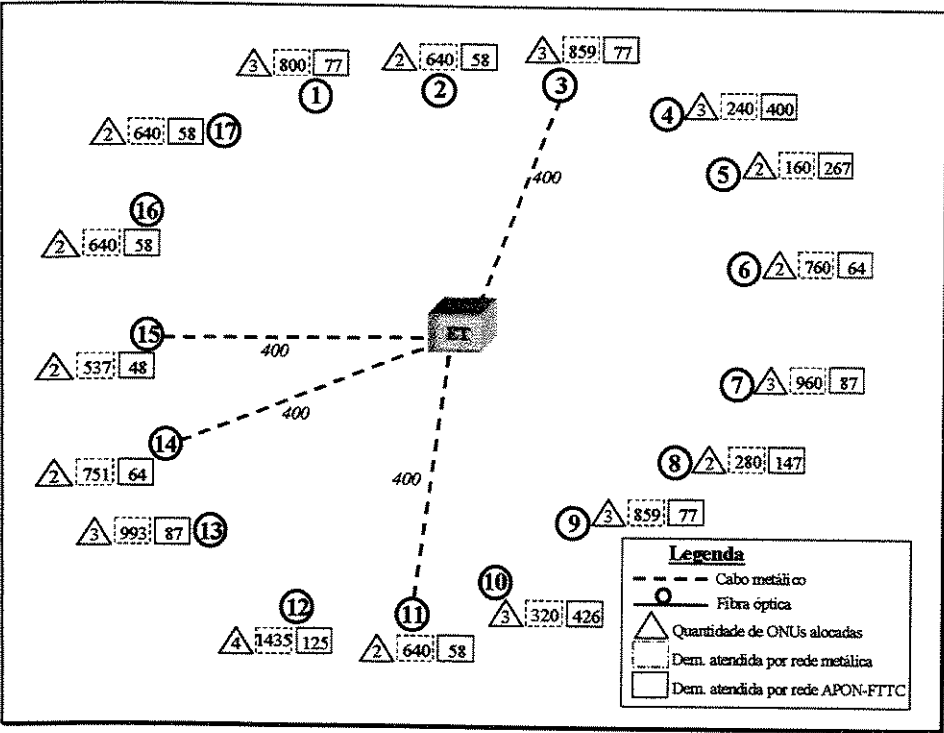 3 800 77
1
2 640 58
2
3 859 77
3
4 3 240 400
2 640 58 17
5 2 160 267
16
2 640 58
6 2 760 64
400
ET
15
400
2 537 48
7 3 960 87
400
14
2 751 64
8 2 280 147
400
3 993 87 13
9 3 859 77
10
3 320 426
12
4 1435 125
11
2 640 58
Legenda
Cabo metálico
Fibra óptica
Quantidade de ONUs alocadas
Dem. atendida por rede metálica
Dem. atendida por rede APON-FTTC